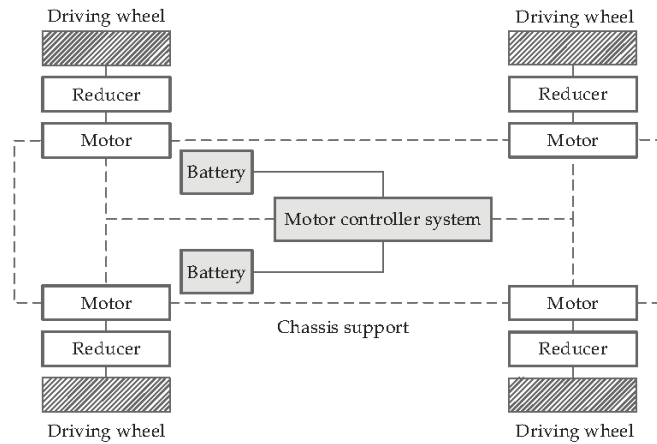 Driving wheel
Driving wheel
Reducer
Reducer
Motor
Motor
Battery
Motor controller system
Battery
Motor
Motor
Chassis support
Reducer
Reducer
Driving wheel
Driving wheel